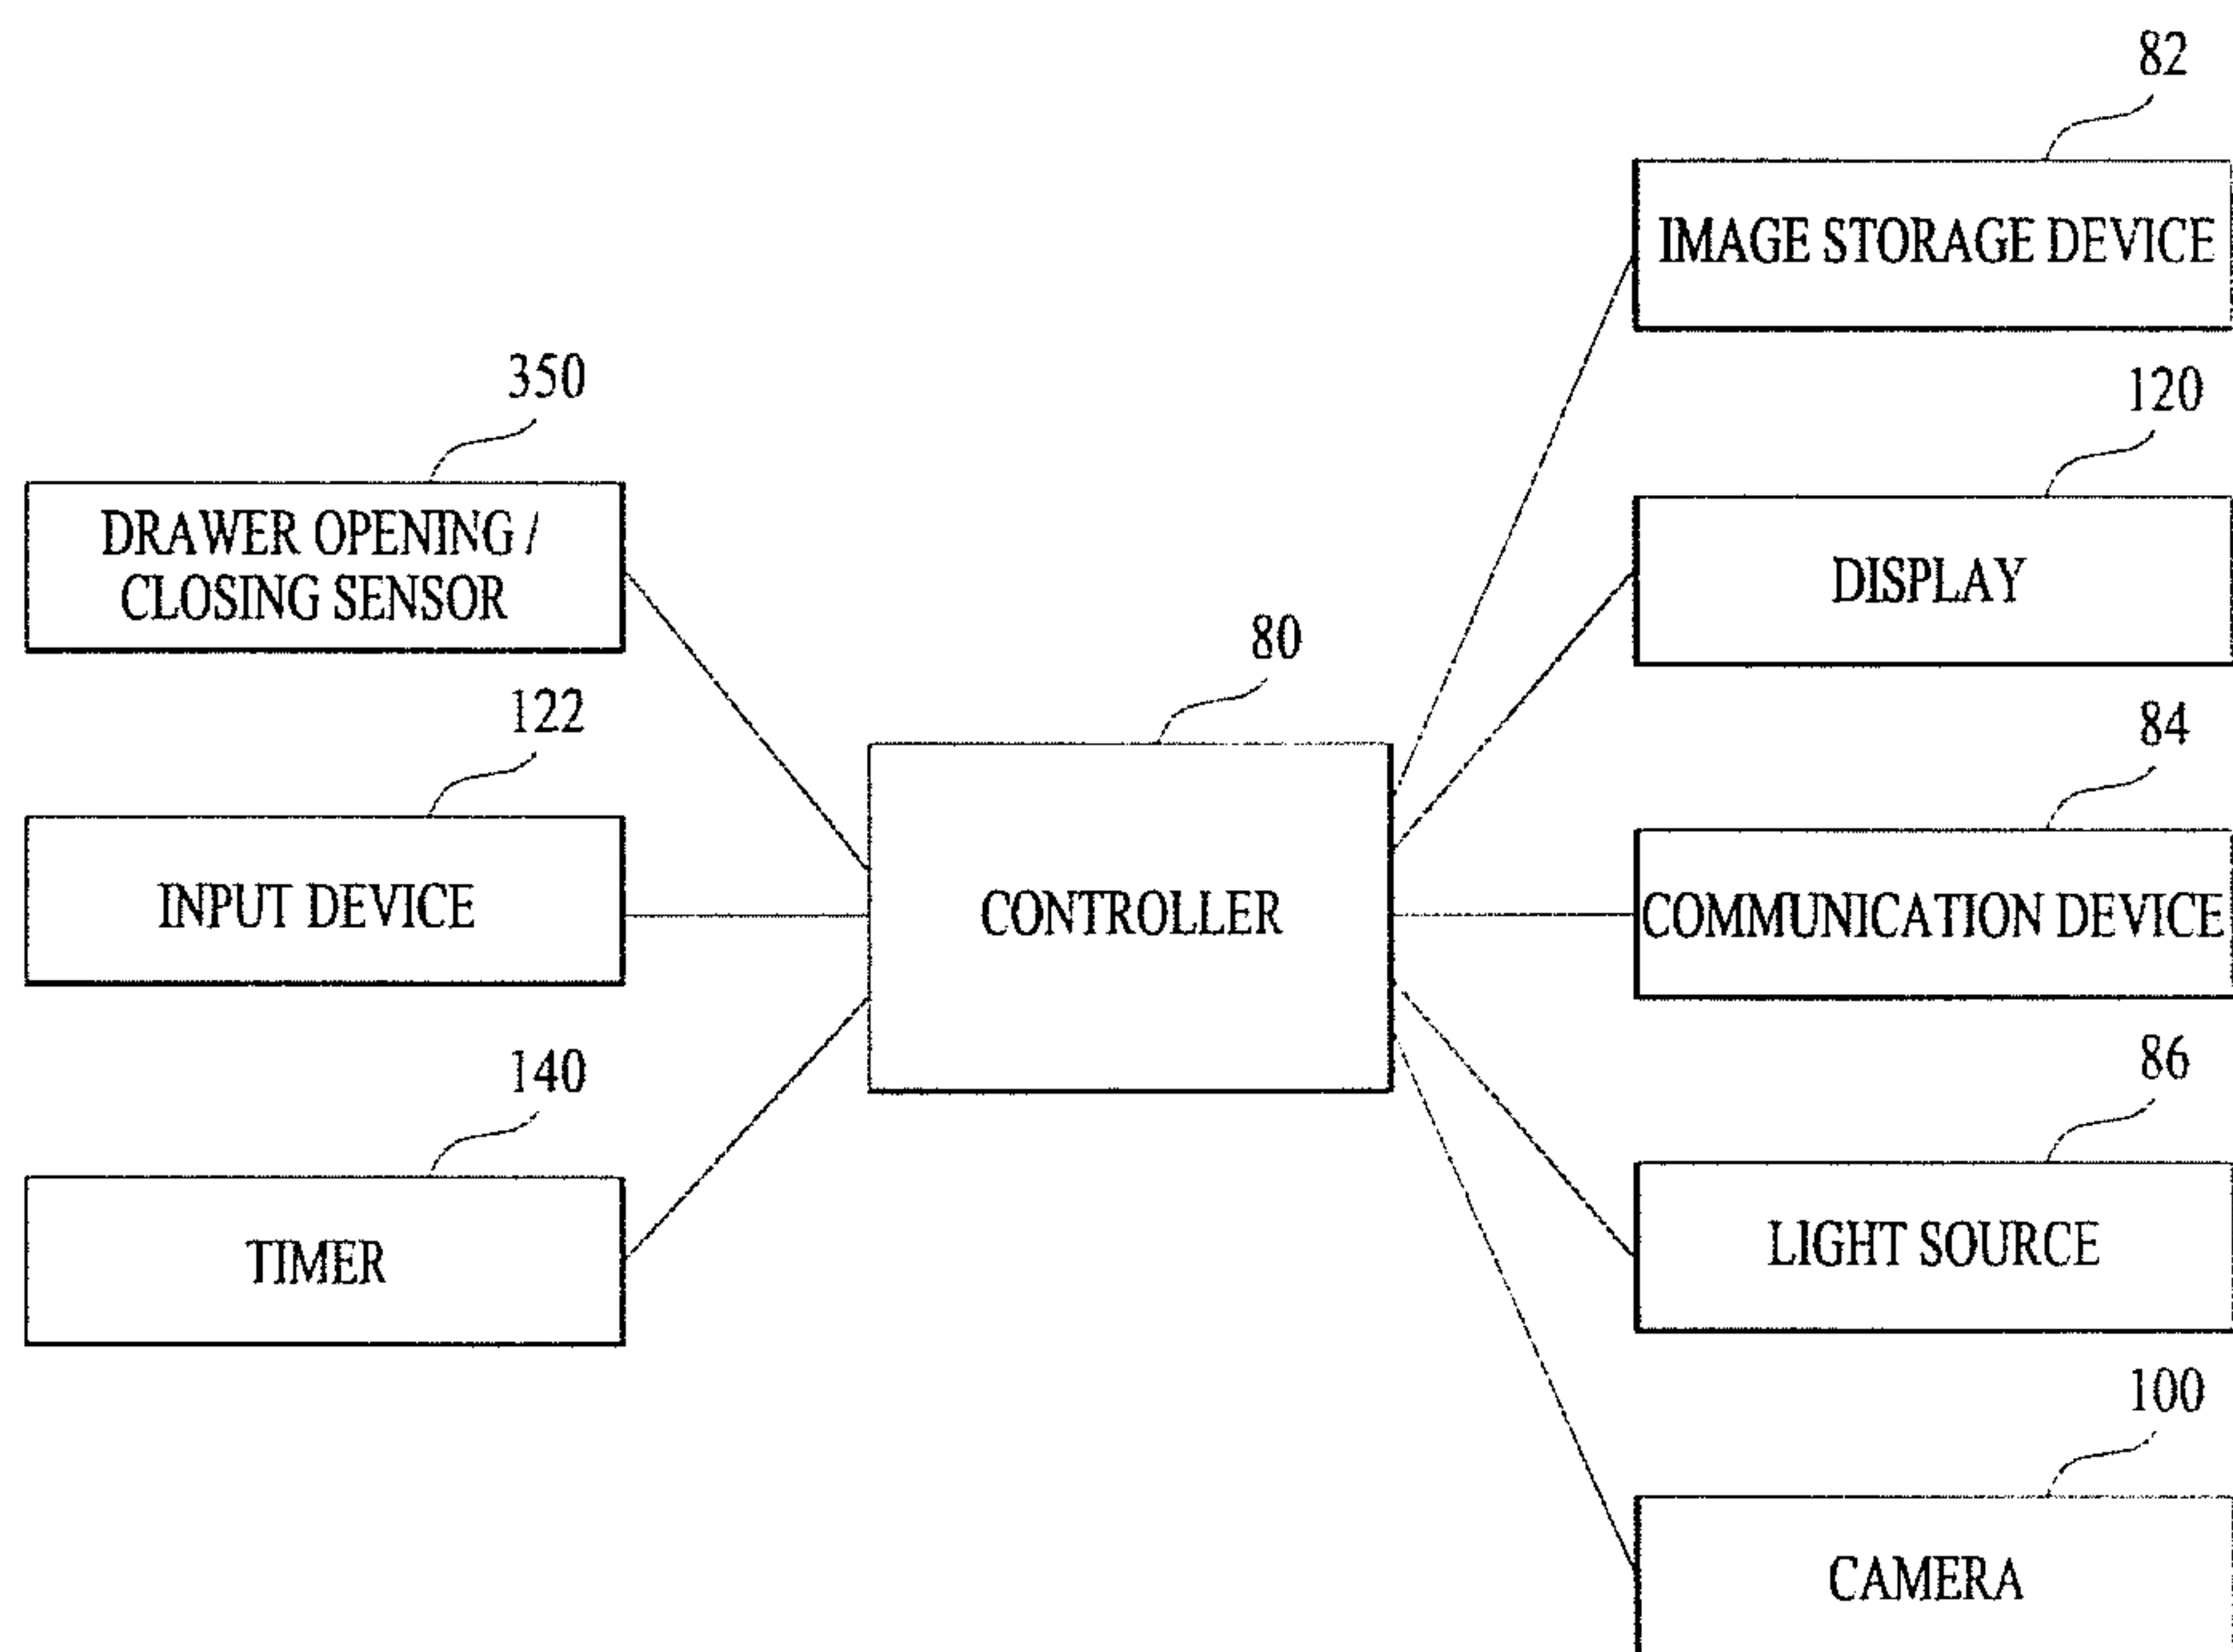 82
IMAGE STORAGE DEVICE
350
120
DRAWER OPENING /
CLOSING SENSOR
DISPLAY
80
122
84
INPUT DEVICE
CONTROLLER
COMMUNICATION DEVICE
140
86
TIMER
LIGHT SOURCE
100
CAMERA